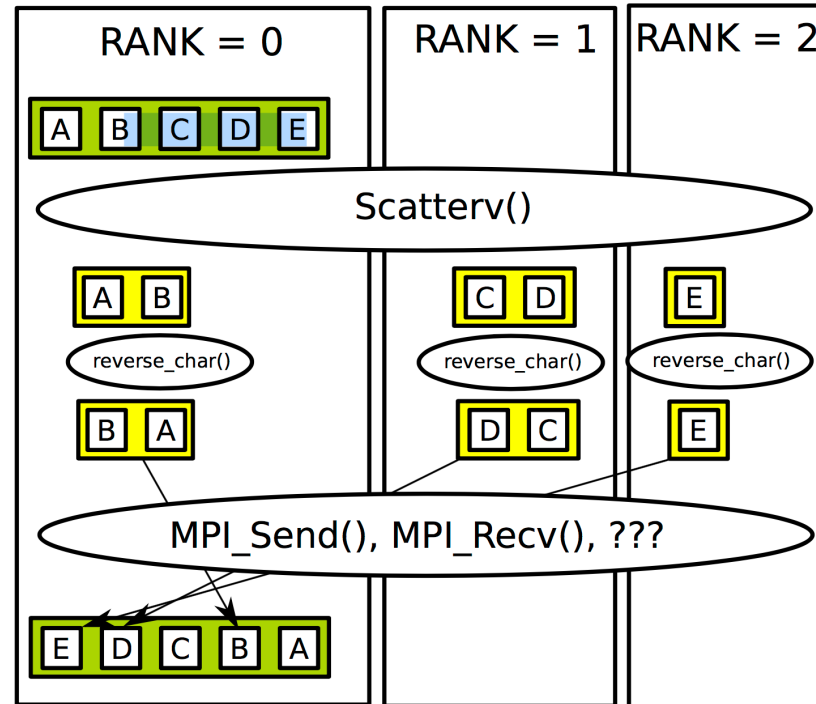 RANK = 0 RANK = 1 RANK = 2
A B C D E
Scatterv()
A B C D E
reverse_char() reverse_char() reverse_char()
B A D C E
MPI_Send(), MPI_Recv(), ???
E D C B A